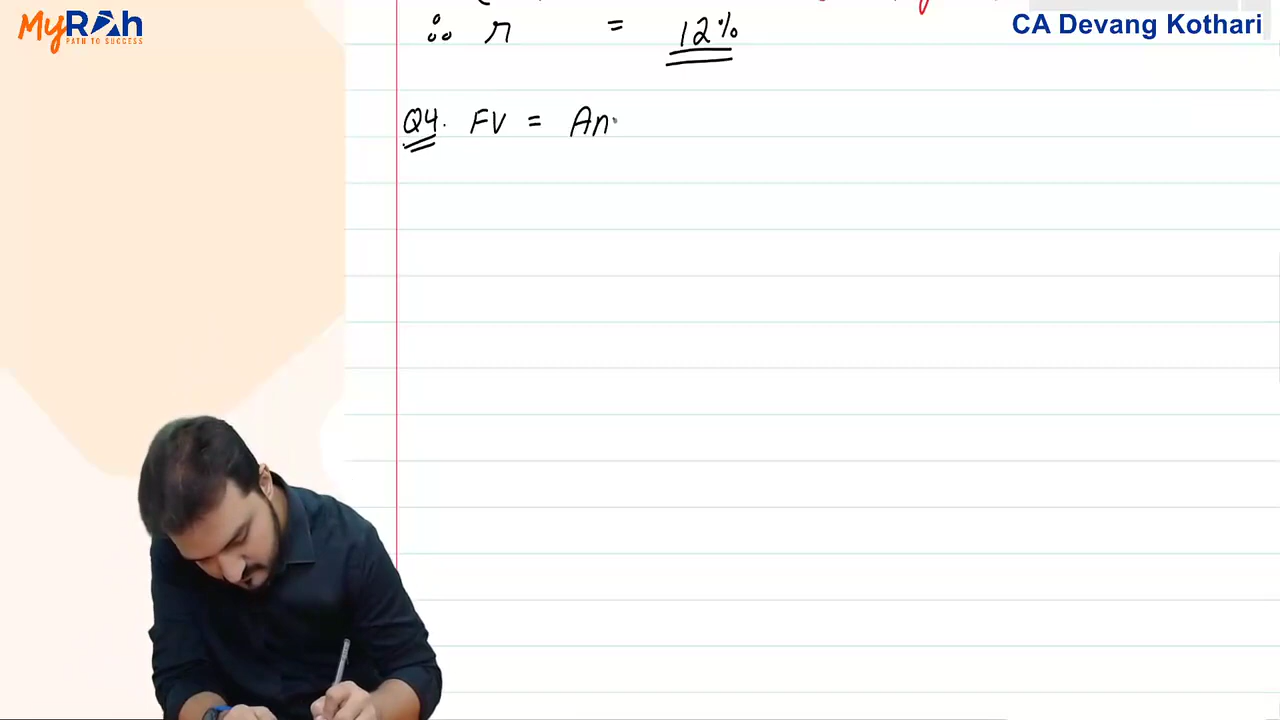 MyRAh
PATH TO SUCCESS
CA Devang Kothari
∴ r = 12%
Q4. FV = An